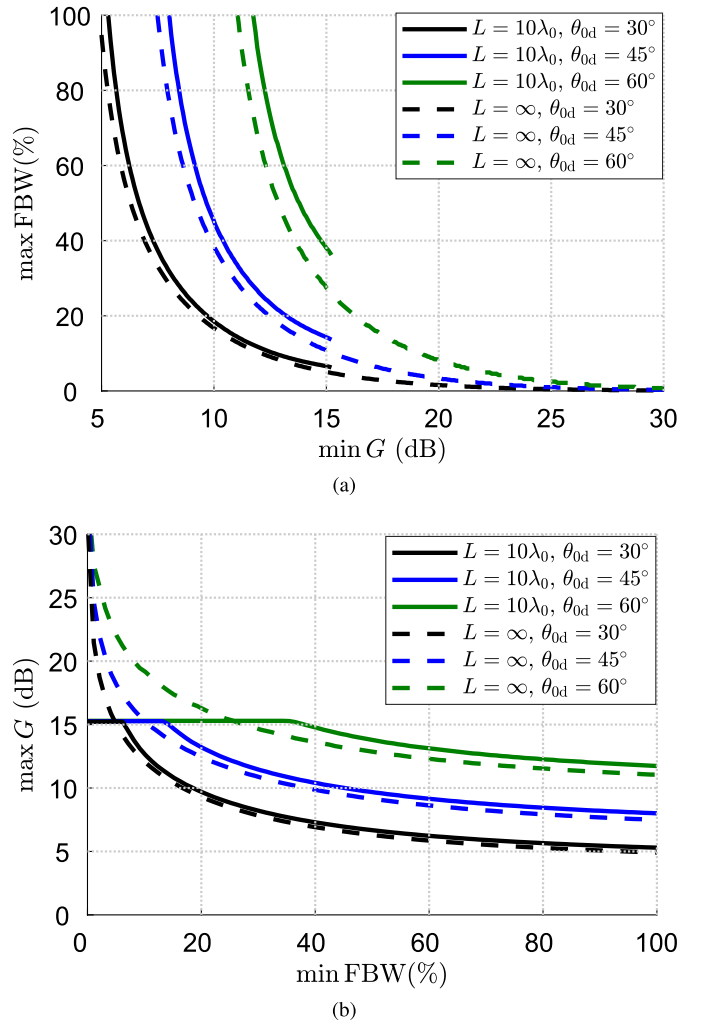 100
80
60
40
20
0
max FBW(%)
L = 10λ₀, θ₀d = 30°
L = 10λ₀, θ₀d = 45°
L = 10λ₀, θ₀d = 60°
L = ∞, θ₀d = 30°
L = ∞, θ₀d = 45°
L = ∞, θ₀d = 60°
5 10 15 20 25 30
min G (dB)
(a)
30
25
20
15
10
5
0
max G (dB)
L = 10λ₀, θ₀d = 30°
L = 10λ₀, θ₀d = 45°
L = 10λ₀, θ₀d = 60°
L = ∞, θ₀d = 30°
L = ∞, θ₀d = 45°
L = ∞, θ₀d = 60°
0 20 40 60 80 100
min FBW(%)
(b)